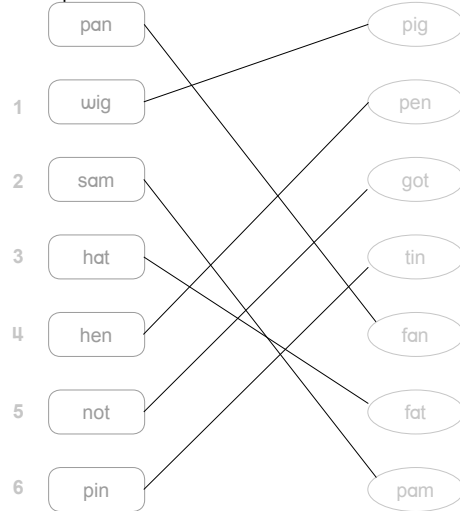 pan pig
1 wig pen
2 sam got
3 hat tin
4 hen fan
5 not fat
6 pin pam